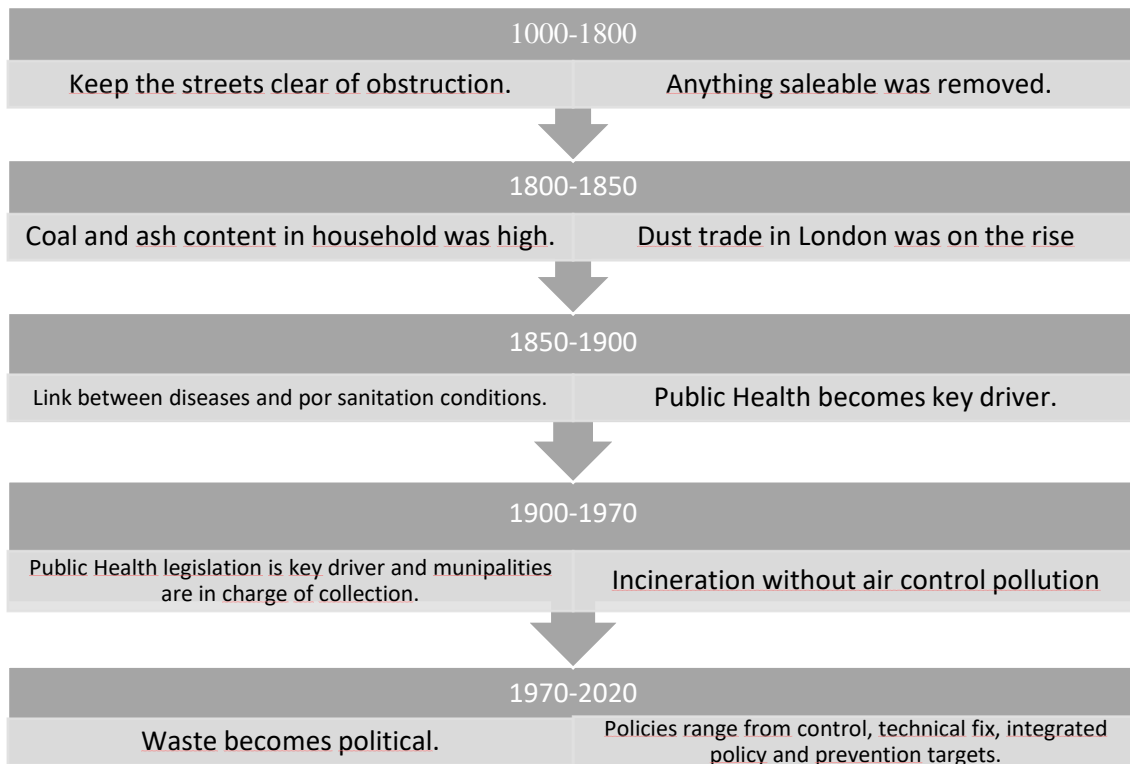 1000-1800
Keep the streets clear of obstruction.
Anything saleable was removed.
1800-1850
Coal and ash content in household was high.
Dust trade in London was on the rise
1850-1900
Link between diseases and por sanitation conditions.
Public Health becomes key driver.
1900-1970
Public Health legislation is key driver and munipalities
are in charge of collection.
Incineration without air control pollution
1970-2020
Waste becomes political.
Policies range from control, technical fix, integrated
policy and prevention targets.